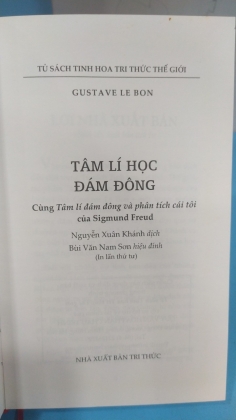 TỦ SÁCH TINH HOA TRI THỨC THẾ GIỚI
GUSTAVE LE BON
TÂM LÍ HỌC
ĐÁM ĐÔNG
Cùng Tâm lí đám đông và phân tích cái tôi
của Sigmund Freud
Nguyễn Xuân Khánh dịch
Bùi Văn Nam Sơn hiệu đính
(In lần thứ tư)
NHÀ XUẤT BẢN TRI THỨC